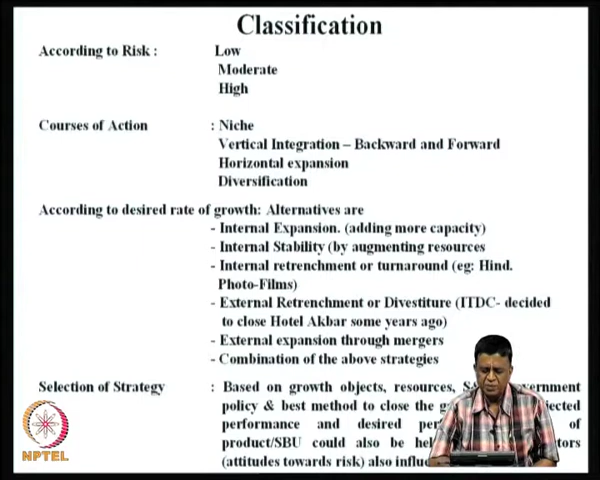 Classification
According to Risk : Low
Moderate
High
Courses of Action : Niche
Vertical Integration – Backward and Forward
Horizontal expansion
Diversification
According to desired rate of growth: Alternatives are
- Internal Expansion. (adding more capacity)
- Internal Stability (by augmenting resources
- Internal retrenchment or turnaround (eg: Hind.
Photo-Films)
- External Retrenchment or Divestiture (ITDC- decided
to close Hotel Akbar some years ago)
- External expansion through mergers
- Combination of the above strategies
Selection of Strategy : Based on growth objects, resources,
policy & best method to close the
performance and desired of
product/SBU could also be
(attitudes towards risk) also
NPTEL